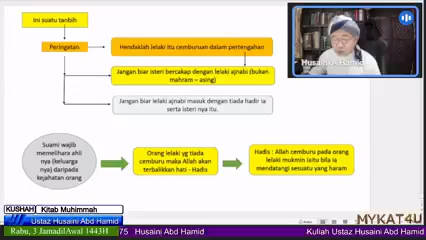 Ini suatu tanbih
Peringatan.
Hendaklah lelaki itu cemburuan dalam pertengahan
Jangan biar isteri bercakap dengan lelaki ajnabi (bukan
mahram – asing)
Jangan biar lelaki ajnabi masuk dengan tiada hadir ia
serta isteri nya itu.
Suami wajib
memelihara ahli
nya (keluarga
nya) daripada
kejahatan orang
Orang lelaki yg tiada
cemburu maka Allah akan
terbalikkan hati - Hadis
Hadis : Allah cemburu pada orang
lelaki mukmin iaitu bila ia
mendatangi sesuatu yang haram
Husaini A Hamid
KUSHAH
Kitab Muhimmah
Ustaz Husaini Abd Hamid
MYKAT4U
Rabu, 3 JamadilAwal 1443H
75 Husaini Abd Hamid
Kuliah Ustaz Husaini Abd Hamid